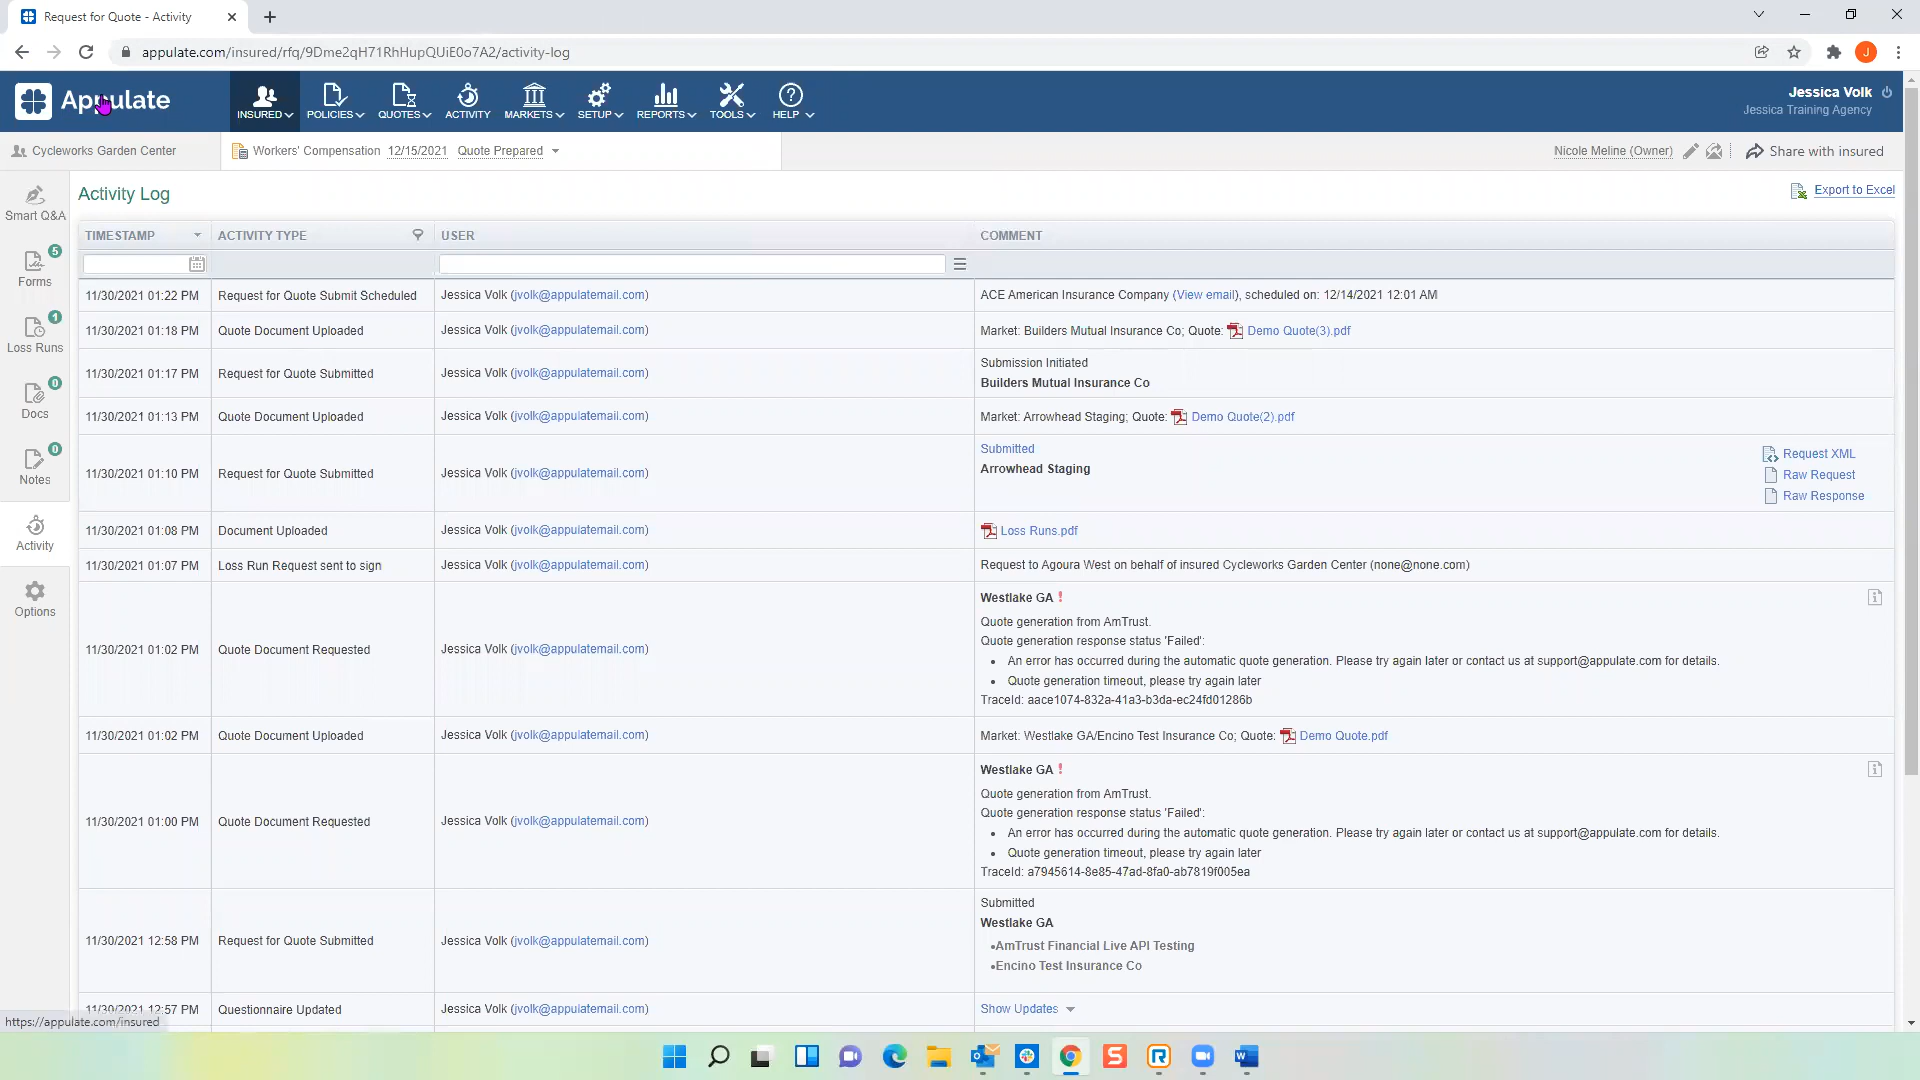 Request for Quote - Activity
appulate.com/insured/rfq/9Dme2qH71RhHupQUiE0o7A2/activity-log
J
Appulate
INSURED
POLICIES
QUOTES
ACTIVITY
MARKETS
SETUP
REPORTS
TOOLS
HELP
Jessica Volk
Jessica Training Agency
Cycleworks Garden Center
Workers' Compensation 12/15/2021 Quote Prepared
Nicole Meline (Owner)
Share with insured
Smart Q&A
5
Forms
1
Loss Runs
0
Docs
0
Notes
Activity
Options
Activity Log
Export to Excel
TIMESTAMP ACTIVITY TYPE USER COMMENT
11/30/2021 01:22 PM Request for Quote Submit Scheduled Jessica Volk (jvolk@appulatemail.com) ACE American Insurance Company (View email), scheduled on: 12/14/2021 12:01 AM
11/30/2021 01:18 PM Quote Document Uploaded Jessica Volk (jvolk@appulatemail.com) Market: Builders Mutual Insurance Co; Quote: Demo Quote(3).pdf
11/30/2021 01:17 PM Request for Quote Submitted Jessica Volk (jvolk@appulatemail.com) Submission Initiated
Builders Mutual Insurance Co
11/30/2021 01:13 PM Quote Document Uploaded Jessica Volk (jvolk@appulatemail.com) Market: Arrowhead Staging; Quote: Demo Quote(2).pdf
11/30/2021 01:10 PM Request for Quote Submitted Jessica Volk (jvolk@appulatemail.com) Submitted
Arrowhead Staging
Request XML
Raw Request
Raw Response
11/30/2021 01:08 PM Document Uploaded Jessica Volk (jvolk@appulatemail.com) Loss Runs.pdf
11/30/2021 01:07 PM Loss Run Request sent to sign Jessica Volk (jvolk@appulatemail.com) Request to Agoura West on behalf of insured Cycleworks Garden Center (none@none.com)
11/30/2021 01:02 PM Quote Document Requested Jessica Volk (jvolk@appulatemail.com) Westlake GA !
Quote generation from AmTrust.
Quote generation response status 'Failed':
• An error has occurred during the automatic quote generation. Please try again later or contact us at support@appulate.com for details.
• Quote generation timeout, please try again later
TraceId: aace1074-832a-41a3-b3da-ec24fd01286b
11/30/2021 01:02 PM Quote Document Uploaded Jessica Volk (jvolk@appulatemail.com) Market: Westlake GA/Encino Test Insurance Co; Quote: Demo Quote.pdf
11/30/2021 01:00 PM Quote Document Requested Jessica Volk (jvolk@appulatemail.com) Westlake GA !
Quote generation from AmTrust.
Quote generation response status 'Failed':
• An error has occurred during the automatic quote generation. Please try again later or contact us at support@appulate.com for details.
• Quote generation timeout, please try again later
TraceId: a7945614-8e85-47ad-8fa0-ab7819f005ea
11/30/2021 12:58 PM Request for Quote Submitted Jessica Volk (jvolk@appulatemail.com) Submitted
Westlake GA
•AmTrust Financial Live API Testing
•Encino Test Insurance Co
11/30/2021 12:57 PM Questionnaire Updated Jessica Volk (jvolk@appulatemail.com) Show Updates
https://appulate.com/insured